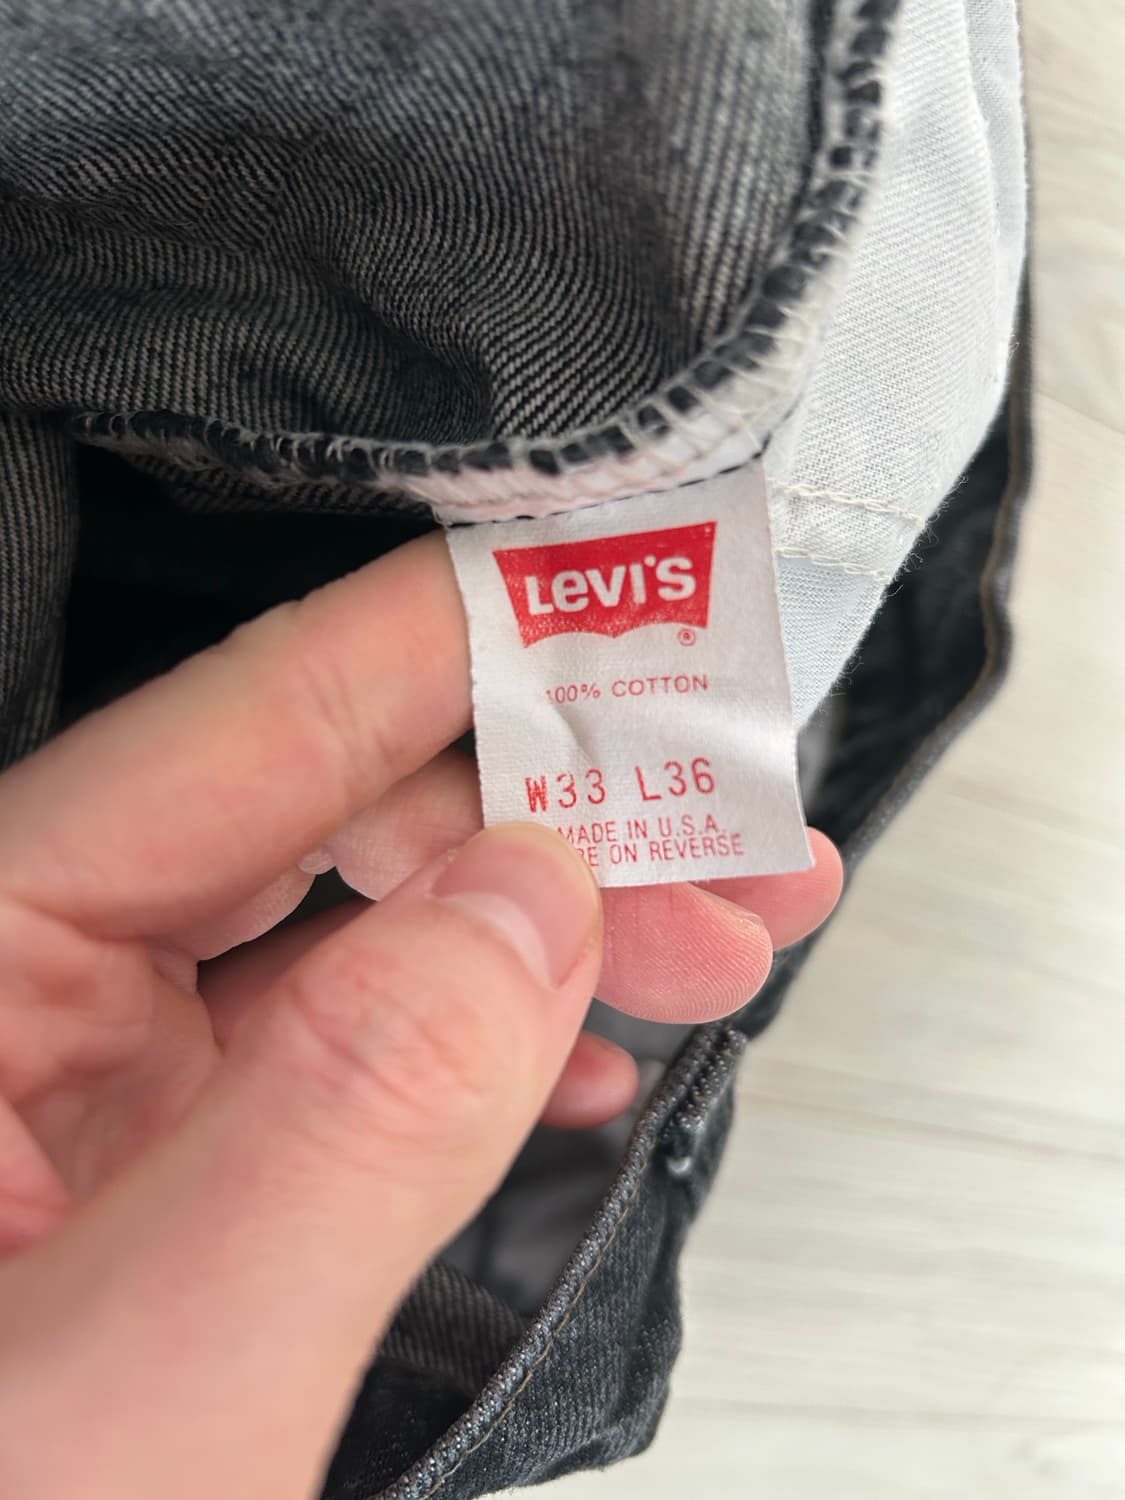 LEVI'S
®
100% COTTON
W33 L36
MADE IN U.S.A.
ON REVERSE